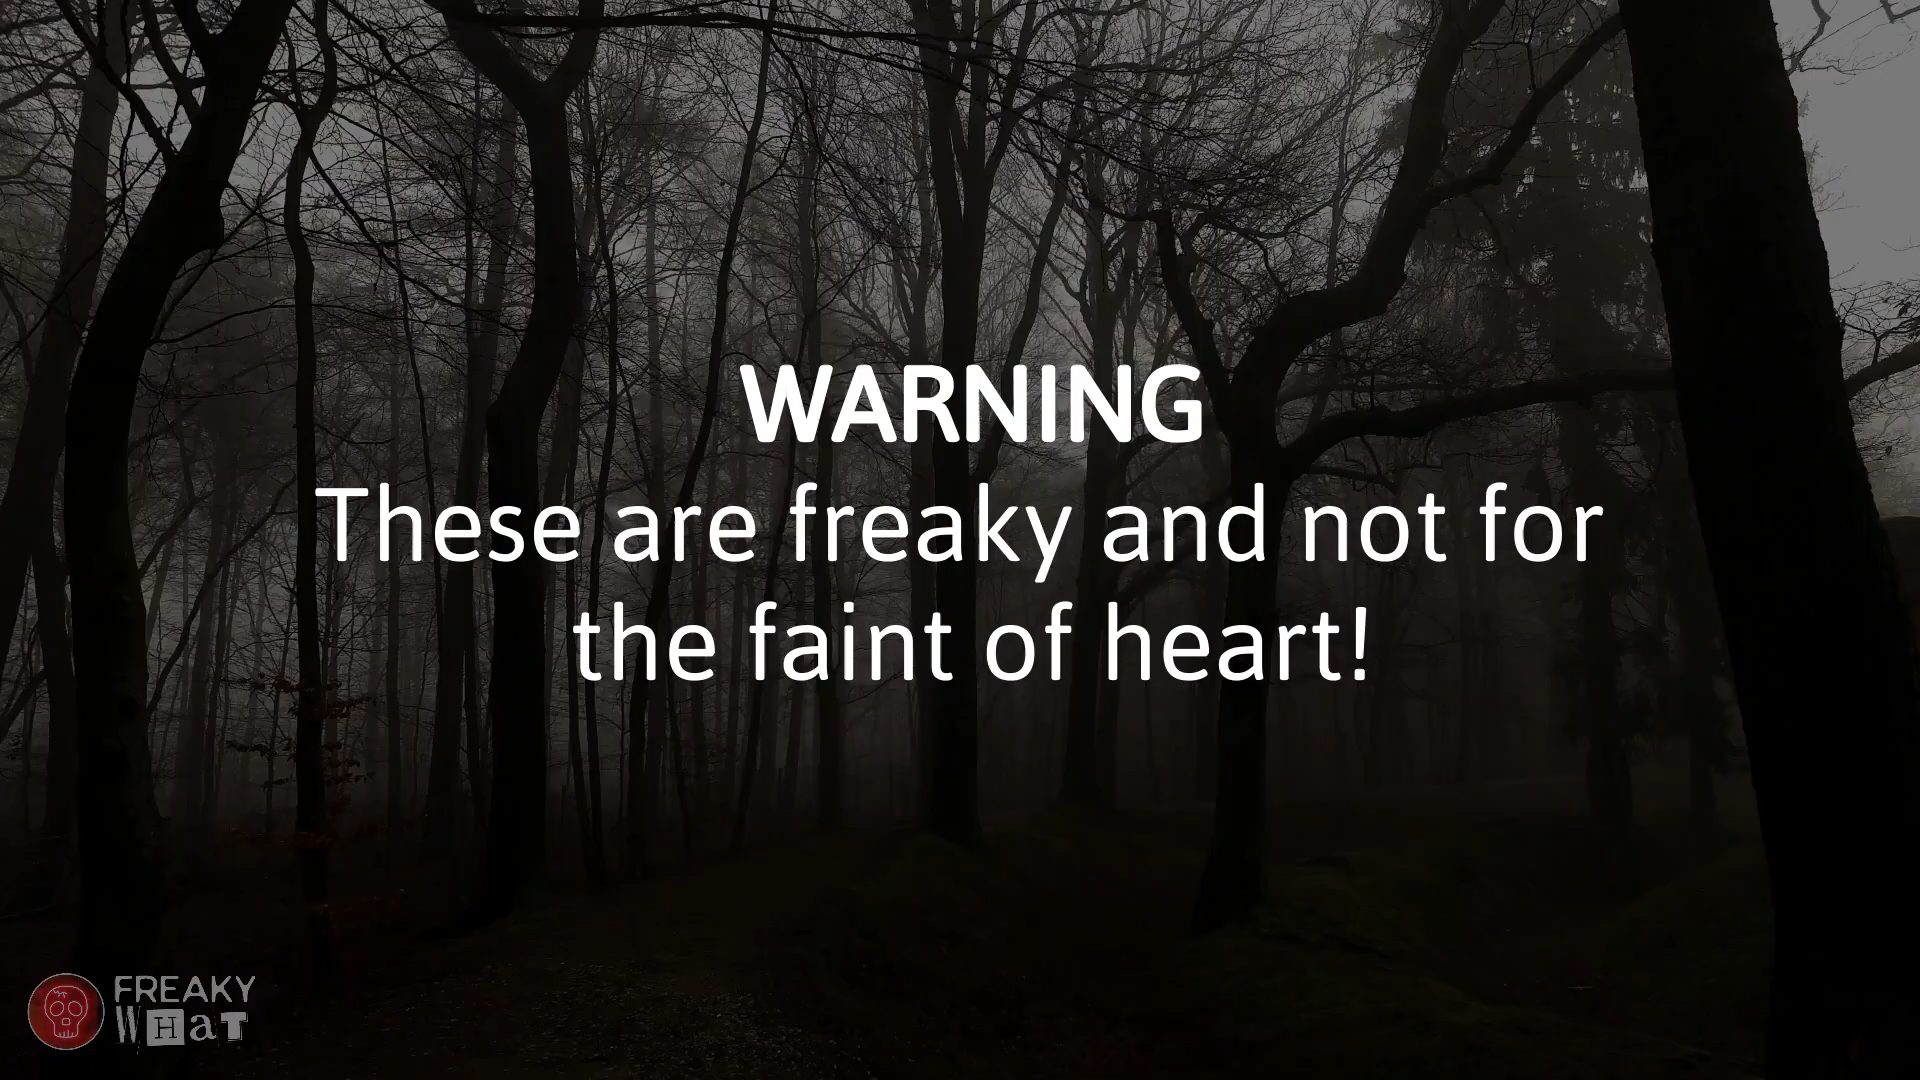 WARNING
These are freaky and not for
the faint of heart!
FREAKY
WHaT